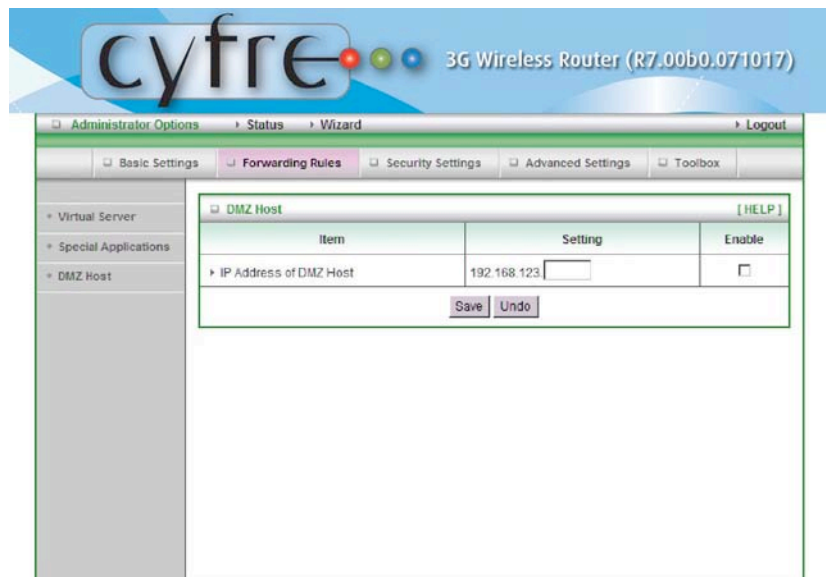 cyfre
3G Wireless Router (R7.00b0.071017)
Administrator Options Status Wizard Logout
Basic Settings Forwarding Rules Security Settings Advanced Settings Toolbox
Virtual Server
Special Applications
DMZ Host
DMZ Host [ HELP ]
Item Setting Enable
IP Address of DMZ Host 192.168.123.
Save Undo